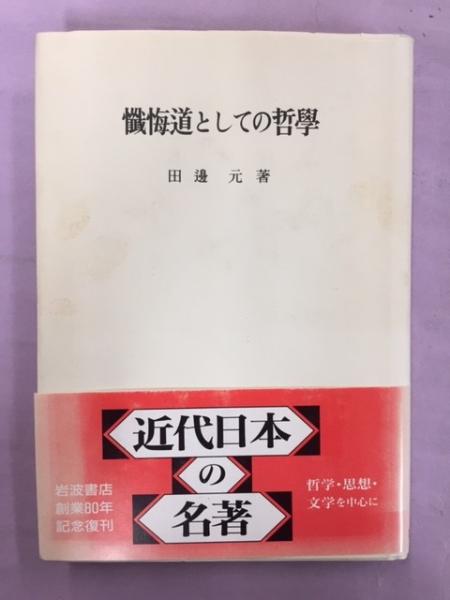 懺悔道としての哲學
田邊 元 著
近代日本
の
名著
岩波書店
創業80年
記念復刊
哲学・思想・
文学を中心に